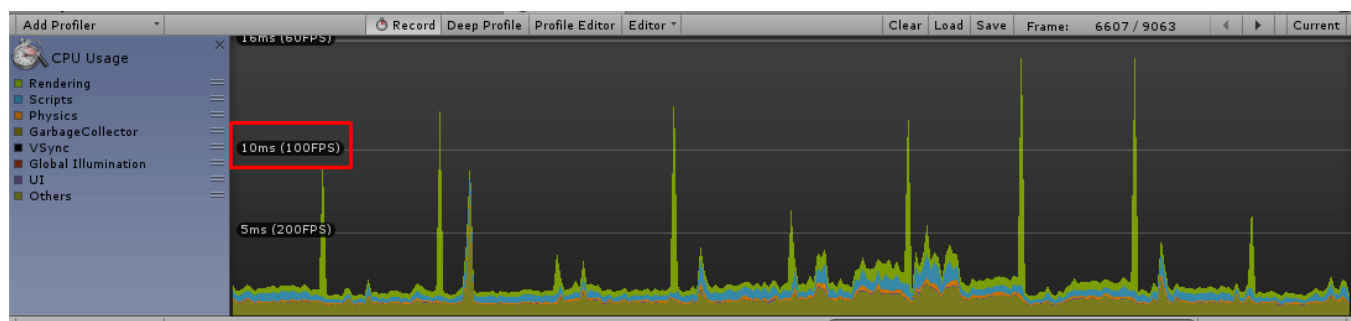 Add Profiler Record Deep Profile Profile Editor Editor Clear Load Save Frame: 6607 / 9063 Current
CPU Usage
16ms (60FPS)
Rendering
Scripts
Physics
GarbageCollector
VSync
10ms (100FPS)
Global Illumination
UI
Others
5ms (200FPS)